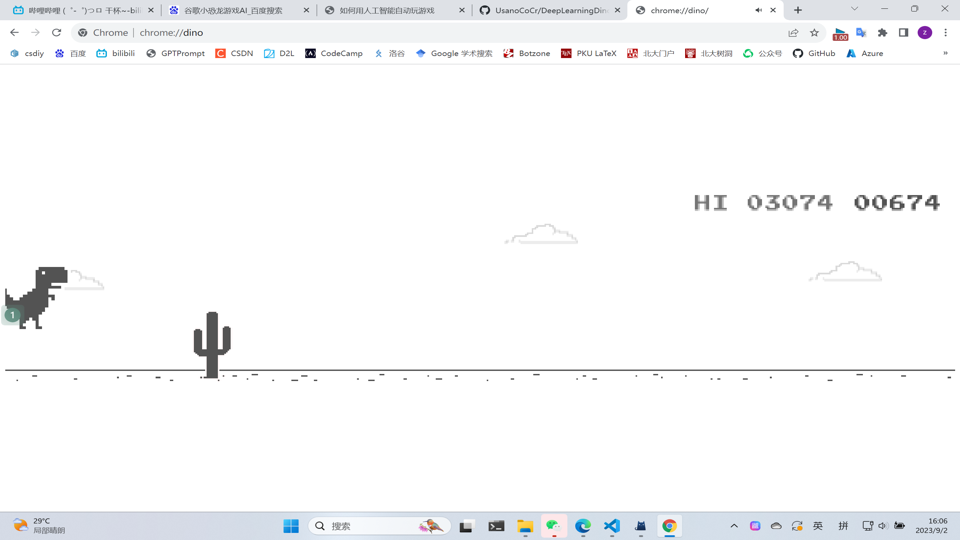 哔哩哔哩 (゜-゜)つロ 干杯~-bili
谷歌小恐龙游戏AI_百度搜索
如何用人工智能自动玩游戏
UsanoCoCr/DeepLearningDin
chrome://dino/
Chrome | chrome://dino
1.00
z
csdiy
百度
bilibili
GPTPrompt
CSDN
D2L
CodeCamp
洛谷
Google 学术搜索
Botzone
PKU LaTeX
北大门户
北大树洞
公众号
GitHub
Azure
»
HI 03074 00674
1
29°C
局部晴朗
搜索
英
拼
16:06
2023/9/2